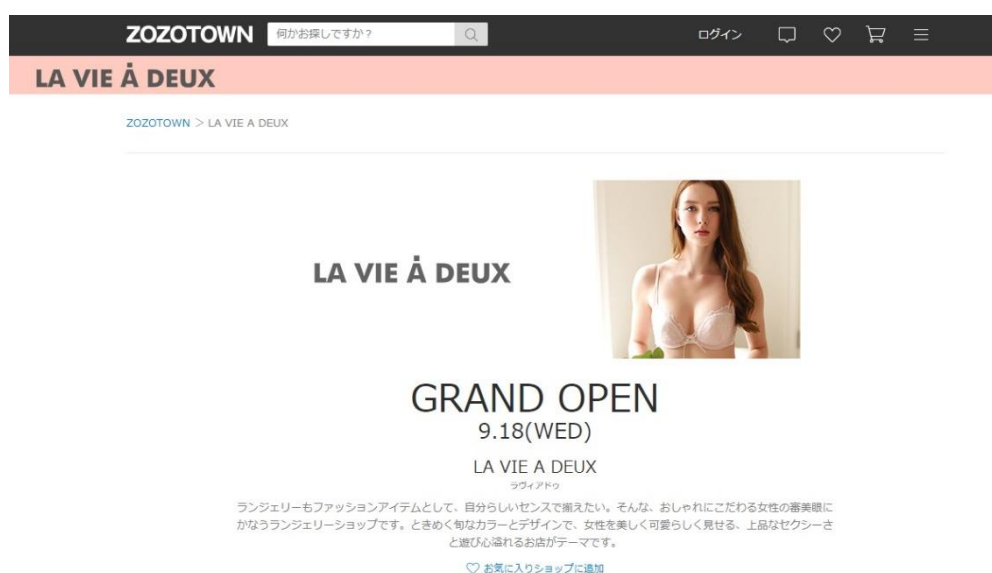 ZOZOTOWN 何かお探しですか？ ログイン
LA VIE Å DEUX
ZOZOTOWN > LA VIE A DEUX
LA VIE Å DEUX
GRAND OPEN
9.18(WED)
LA VIE A DEUX
ラヴィアドゥ
ランジェリーもファッションアイテムとして、自分らしいセンスで揃えたい。そんな、おしゃれにこだわる女性の審美眼に
かなうランジェリーショップです。ときめく旬なカラーとデザインで、女性を美しく可愛らしく見せる、上品なセクシーさ
と遊び心溢れるお店がテーマです。
♡ お気に入りショップに追加